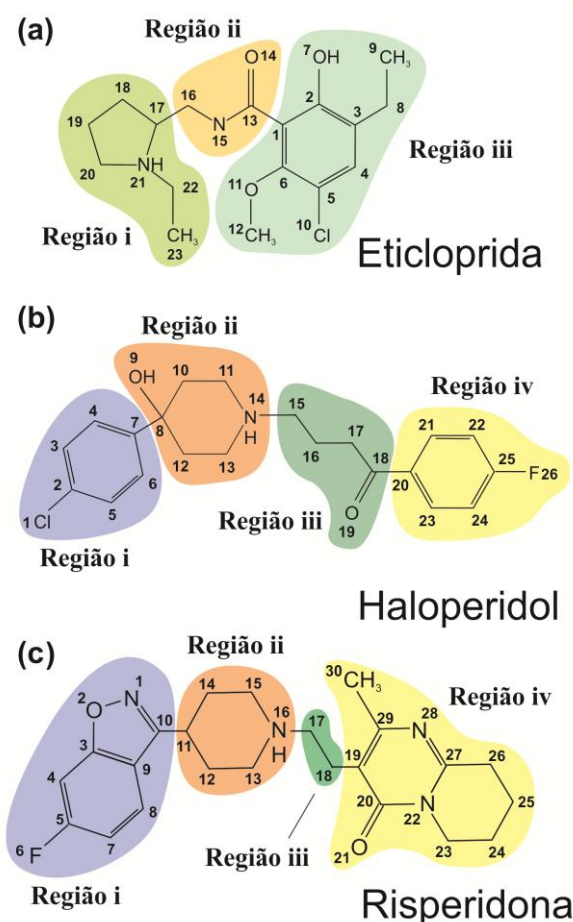 (a)
Região ii
7 OH
9 CH₃
O 14
18
16
2
8
17
3
19
N
15
13
1
4
Região iii
20
NH
21
22
O 11
6
5
12 CH₃
10 Cl
CH₃
23
Região i
Eticloprida
(b)
Região ii
9 OH
10
11
Região iv
14
15
17
21
22
4
7
8
N
H
18
25
3
16
F 26
2
6
12
13
20
1 Cl
5
O
19
23
24
Região i
Região iii
Haloperidol
(c)
Região ii
30 CH₃
Região iv
1
2 O
N
14
15
16
17
29
N 28
10
11
N
H
19
27
26
3
9
12
13
18
4
20
N
22
25
5
8
O
21
23
24
6 F
7
Região iii
Região i
Risperidona